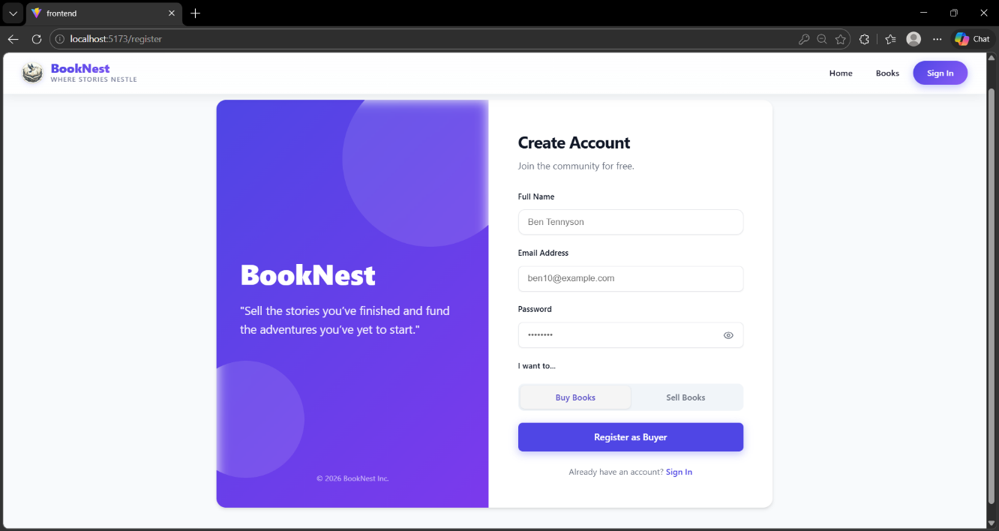 frontend
localhost:5173/register
Chat
BookNest
WHERE STORIES NESTLE
Home
Books
Sign In
BookNest
"Sell the stories you’ve finished and fund
the adventures you’ve yet to start."
© 2026 BookNest Inc.
Create Account
Join the community for free.
Full Name
Ben Tennyson
Email Address
ben10@example.com
Password
••••••••
I want to...
Buy Books
Sell Books
Register as Buyer
Already have an account? Sign In